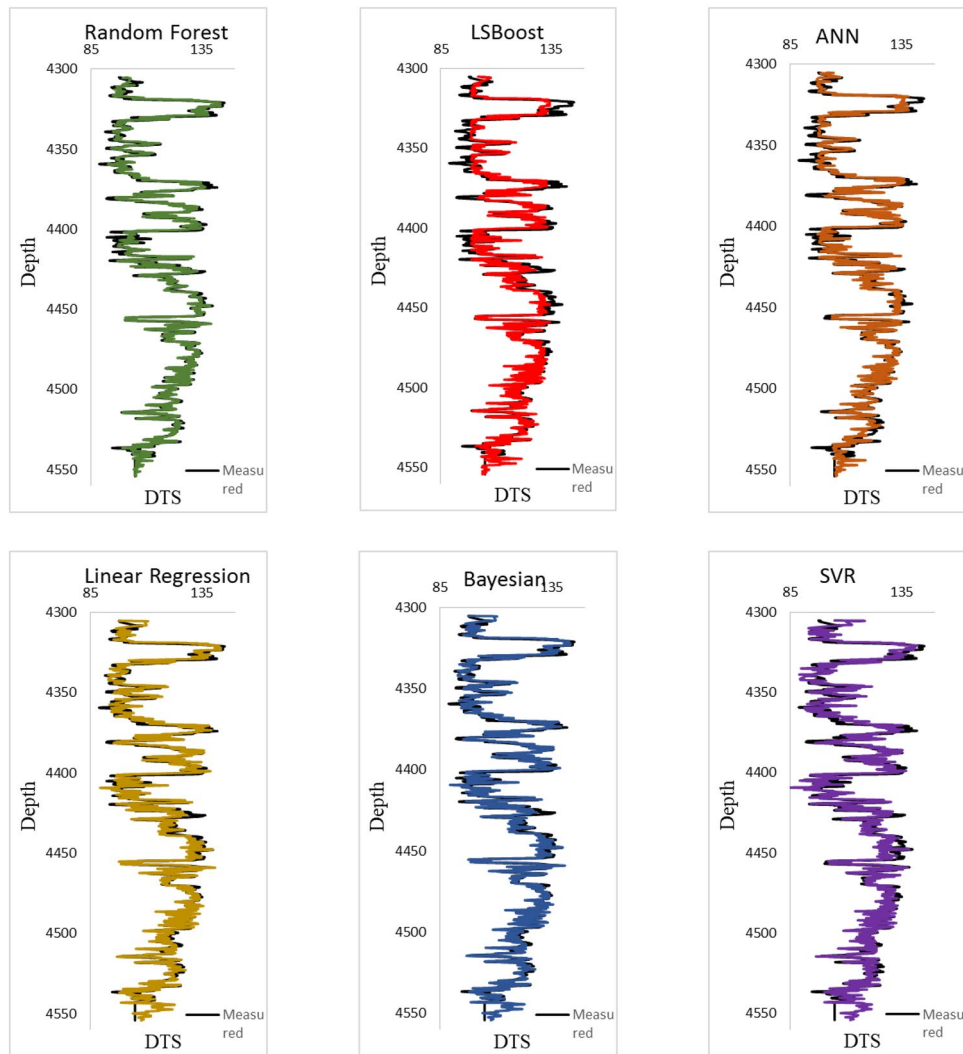 Random Forest
85 135
4300
4350
4400
4450
4500
4550
Depth
Measu
red
DTS
LSBoost
85 135
4300
4350
4400
4450
4500
4550
Depth
Measu
red
DTS
ANN
85 135
4300
4350
4400
4450
4500
4550
Depth
Measu
red
DTS
Linear Regression
85 135
4300
4350
4400
4450
4500
4550
Depth
Measu
red
DTS
Bayesian
85 135
4300
4350
4400
4450
4500
4550
Depth
Measu
red
DTS
SVR
85 135
4300
4350
4400
4450
4500
4550
Depth
Measu
red
DTS